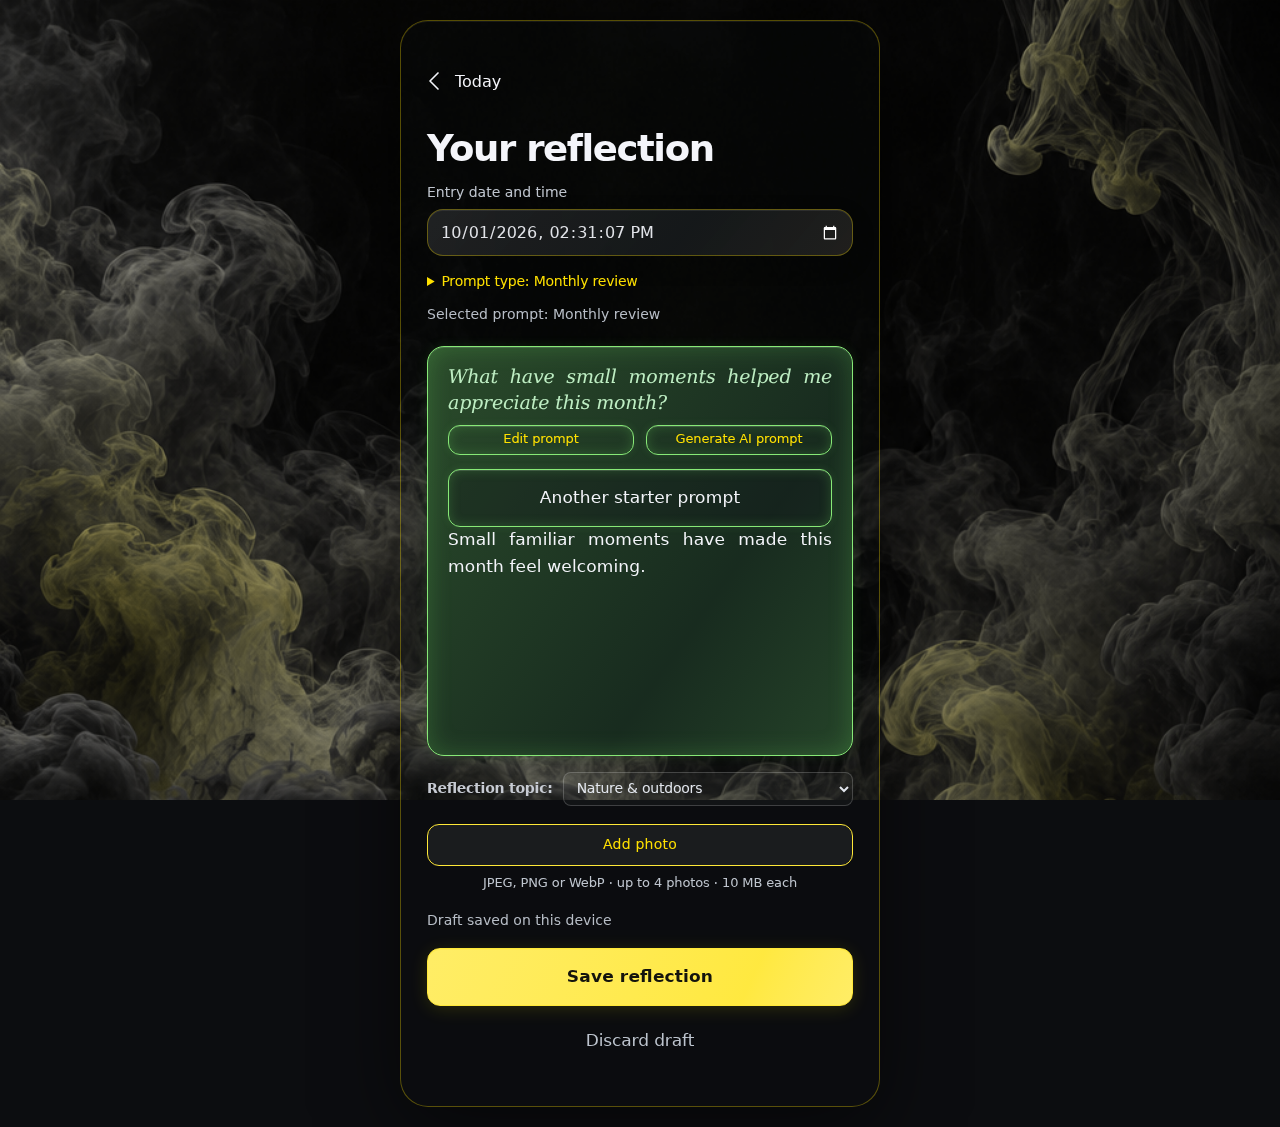 Today
Your reflection
Entry date and time
10/01/2026, 02:31:07 PM
Prompt type: Monthly review
Selected prompt: Monthly review
What have small moments helped me
appreciate this month?
Edit prompt
Generate AI prompt
Another starter prompt
Small familiar moments have made this
month feel welcoming.
Reflection topic:
Nature & outdoors
Add photo
JPEG, PNG or WebP · up to 4 photos · 10 MB each
Draft saved on this device
Save reflection
Discard draft